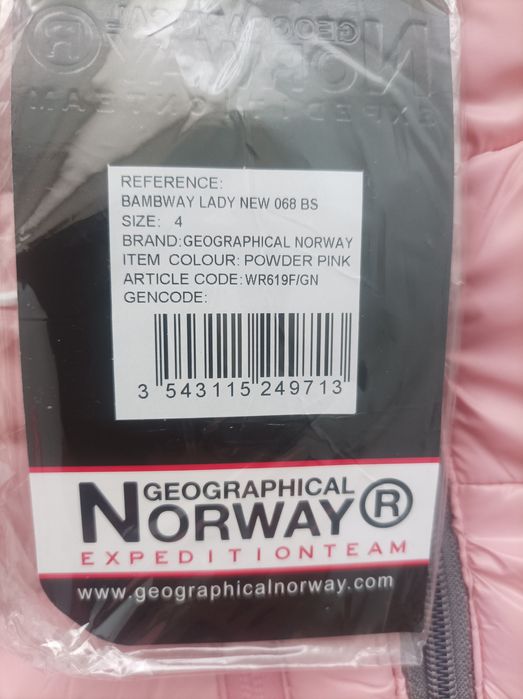 REFERENCE:
BAMBWAY LADY NEW 068 BS
SIZE: 4
BRAND:GEOGRAPHICAL NORWAY
ITEM COLOUR: POWDER PINK
ARTICLE CODE:WR619F/GN
GENCODE:
3 543115 249713
GEOGRAPHICAL
NORWAY®
EXPEDITIONTEAM
www.geographicalnorway.com